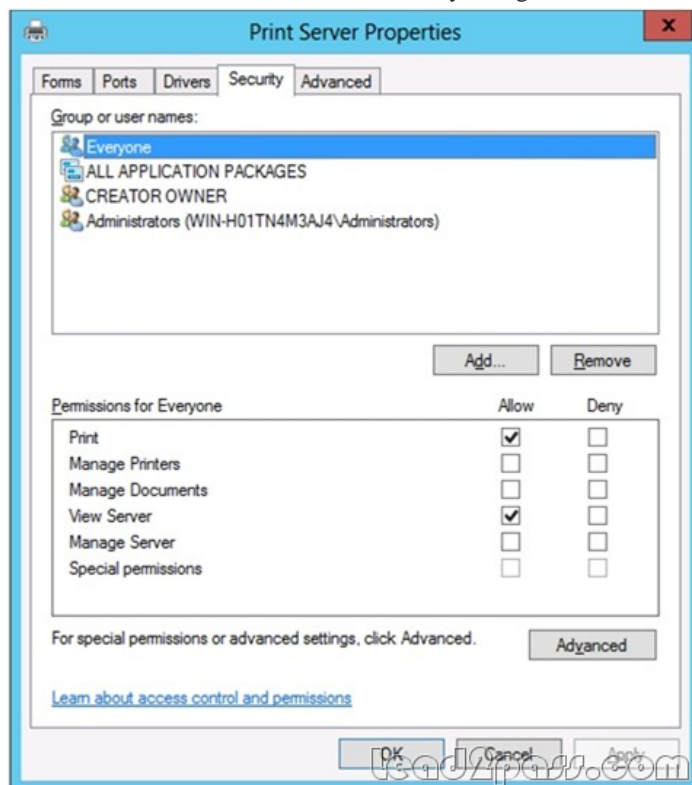 Print Server Properties
x
Forms Ports Drivers Security Advanced
Group or user names:
Everyone
ALL APPLICATION PACKAGES
CREATOR OWNER
Administrators (WIN-H01TN4M3AJ4\Administrators)
Add... Remove
Permissions for Everyone Allow Deny
Print
Manage Printers
Manage Documents
View Server
Manage Server
Special permissions
For special permissions or advanced settings, click Advanced. Advanced
Learn about access control and permissions
OK Cancel Apply
lead2pass.com